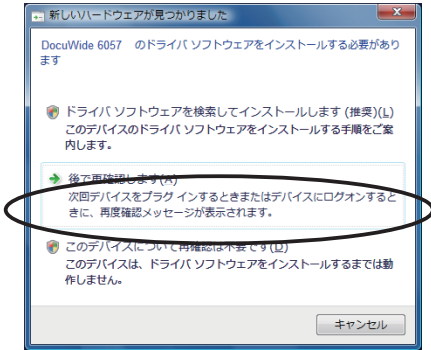 新しいハードウェアが見つかりました
DocuWide 6057 のドライバ ソフトウェアをインストールする必要があり
ます
ドライバ ソフトウェアを検索してインストールします (推奨)(L)
このデバイスのドライバ ソフトウェアをインストールする手順をご案
内します。
後で再確認します(A)
次回デバイスをプラグ インするときまたはデバイスにログオンすると
きに、再度確認メッセージが表示されます。
このデバイスについて再確認は不要です(D)
このデバイスは、ドライバ ソフトウェアをインストールするまでは動
作しません。
キャンセル